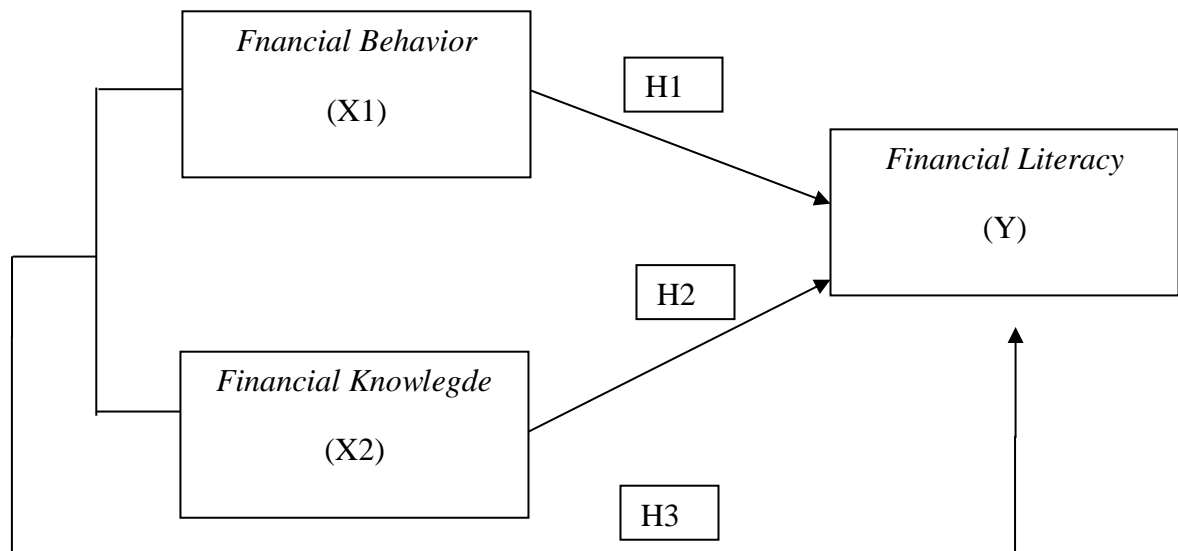 Fnancial Behavior
(X1)
H1
Financial Literacy
(Y)
H2
Financial Knowlegde
(X2)
H3